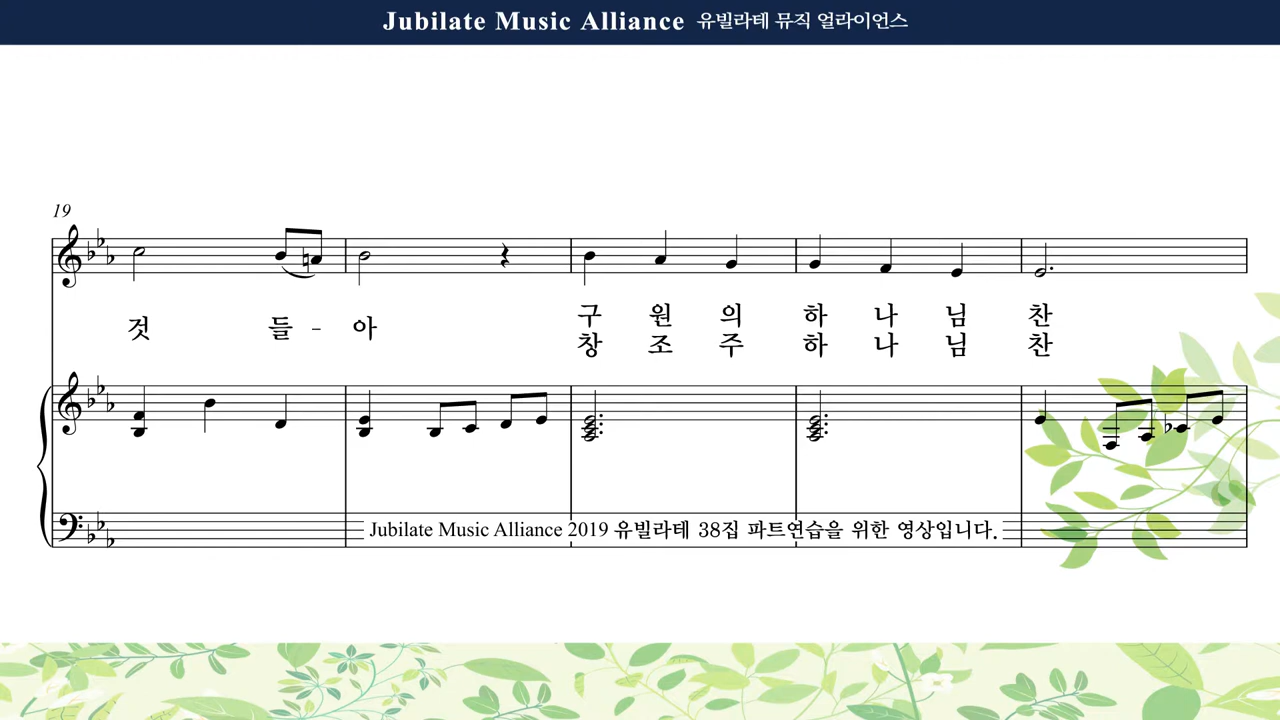 Jubilate Music Alliance 유빌라테 뮤직 얼라이언스
19
것 들 - 아 구 원 의 하 나 님 찬
창 조 주 하 나 님 찬
Jubilate Music Alliance 2019 유빌라테 38집 파트연습을 위한 영상입니다.